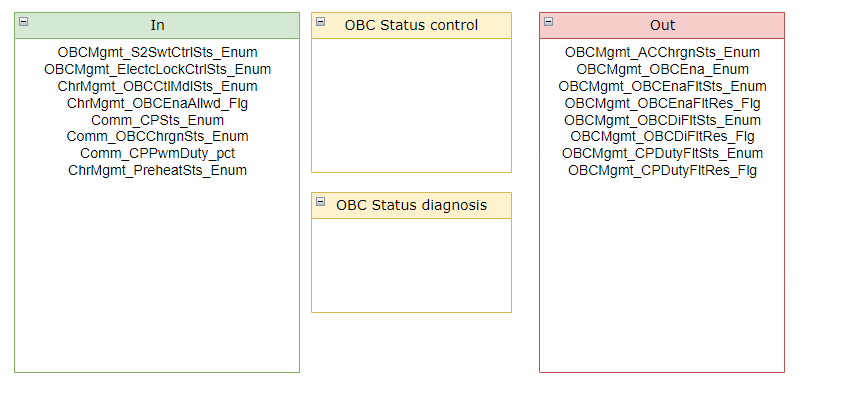 In
OBCMgmt_S2SwtCtrlSts_Enum
OBCMgmt_ElectcLockCtrlSts_Enum
ChrMgmt_OBCCtlMdlSts_Enum
ChrMgmt_OBCEnaAllwd_Flg
Comm_CPSts_Enum
Comm_OBCChrgnSts_Enum
Comm_CPPwmDuty_pct
ChrMgmt_PreheatSts_Enum
OBC Status control
OBC Status diagnosis
Out
OBCMgmt_ACChrgnSts_Enum
OBCMgmt_OBCEna_Enum
OBCMgmt_OBCEnaFltSts_Enum
OBCMgmt_OBCEnaFltRes_Flg
OBCMgmt_OBCDiFltSts_Enum
OBCMgmt_OBCDiFltRes_Flg
OBCMgmt_CPDutyFltSts_Enum
OBCMgmt_CPDutyFltRes_Flg